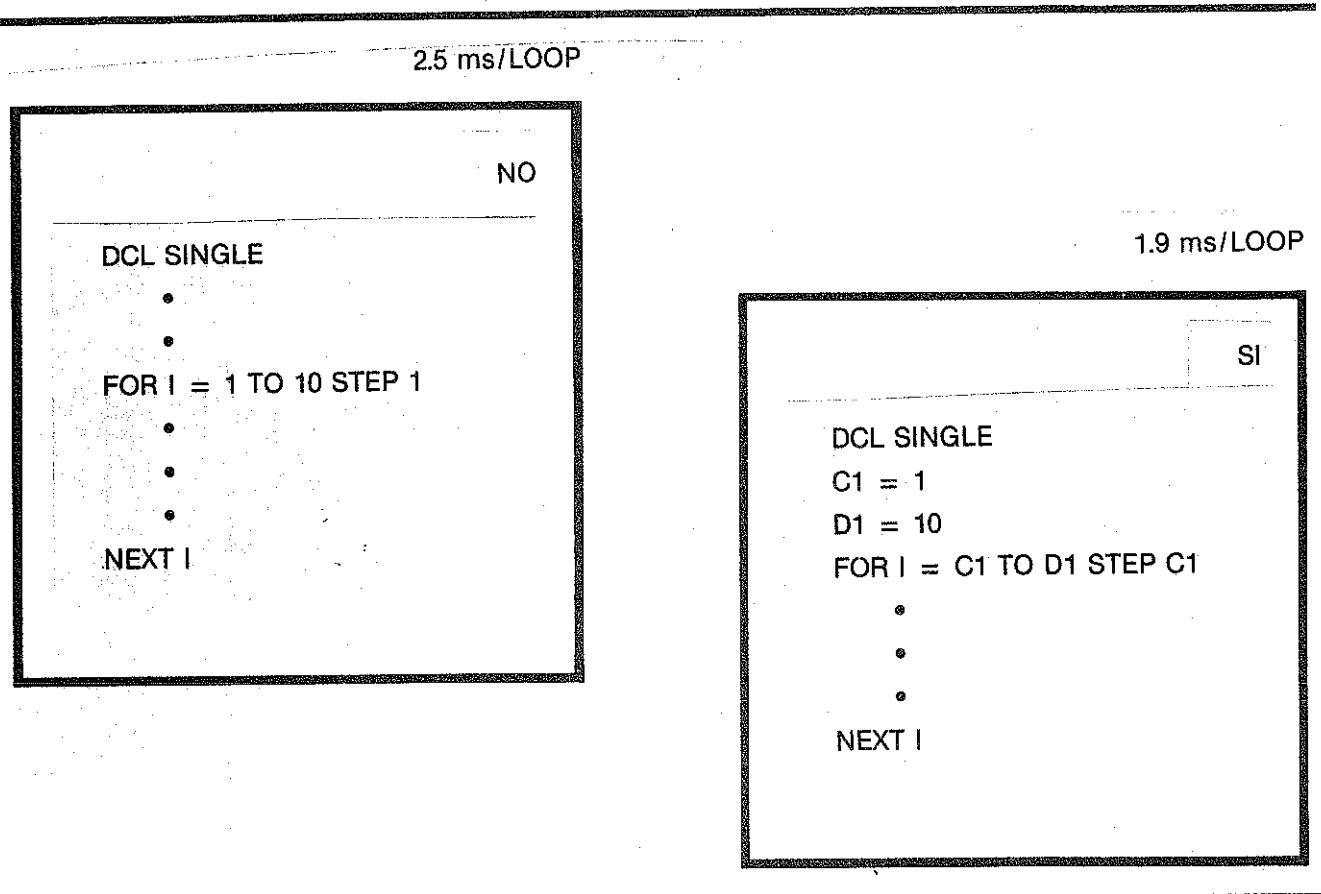 2.5 ms/LOOP
NO
DCL SINGLE
•
•
FOR I = 1 TO 10 STEP 1
•
•
•
NEXT I
1.9 ms/LOOP
SI
DCL SINGLE
C1 = 1
D1 = 10
FOR I = C1 TO D1 STEP C1
•
•
•
NEXT I